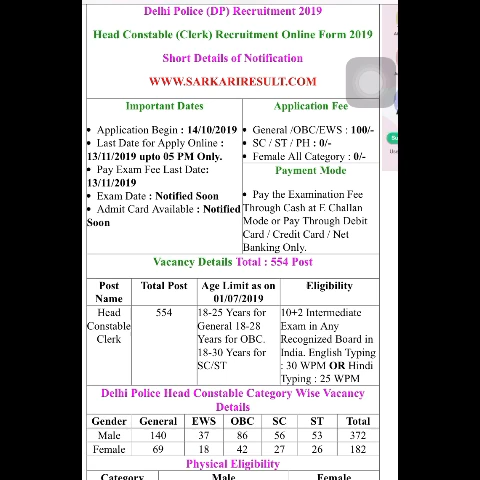 Delhi Police (DP) Recruitment 2019
Head Constable (Clerk) Recruitment Online Form 2019
Short Details of Notification
WWW.SARKARIRESULT.COM
Important Dates
• Application Begin : 14/10/2019
• Last Date for Apply Online :
13/11/2019 upto 05 PM Only.
• Pay Exam Fee Last Date:
13/11/2019
• Exam Date : Notified Soon
• Admit Card Available : Notified
Soon
Application Fee
• General /OBC/EWS : 100/-
• SC / ST / PH : 0/-
• Female All Category : 0/-
Payment Mode
• Pay the Examination Fee
Through Cash at E Challan
Mode or Pay Through Debit
Card / Credit Card / Net
Banking Only.
Vacancy Details Total : 554 Post
Post
Name
Total Post
Age Limit as on
01/07/2019
Eligibility
Head
Constable
Clerk
554
18-25 Years for
General 18-28
Years for OBC.
18-30 Years for
SC/ST
10+2 Intermediate
Exam in Any
Recognized Board in
India. English Typing
: 30 WPM OR Hindi
Typing : 25 WPM
Delhi Police Head Constable Category Wise Vacancy
Details
Gender General EWS OBC SC ST Total
Male 140 37 86 56 53 372
Female 69 18 42 27 26 182
Physical Eligibility
Category Male Female